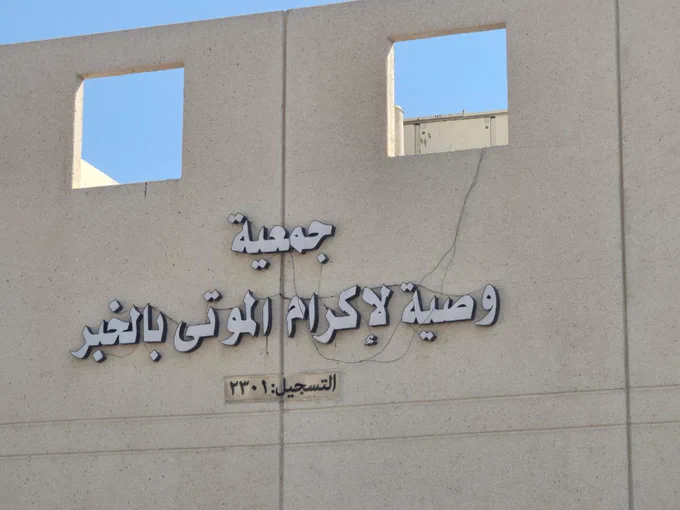 جمعية
وصية لإكرام الموتى بالخبر
التسجيل: ٢٣٠١